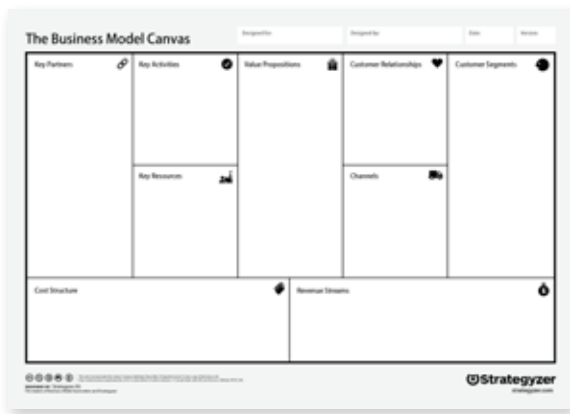 The Business Model Canvas
Designed for:
Designed by:
Date:
Version:
Key Partners
Key Activities
Value Propositions
Customer Relationships
Customer Segments
Key Resources
Channels
Cost Structure
Revenue Streams
Strategyzer
strategyzer.com